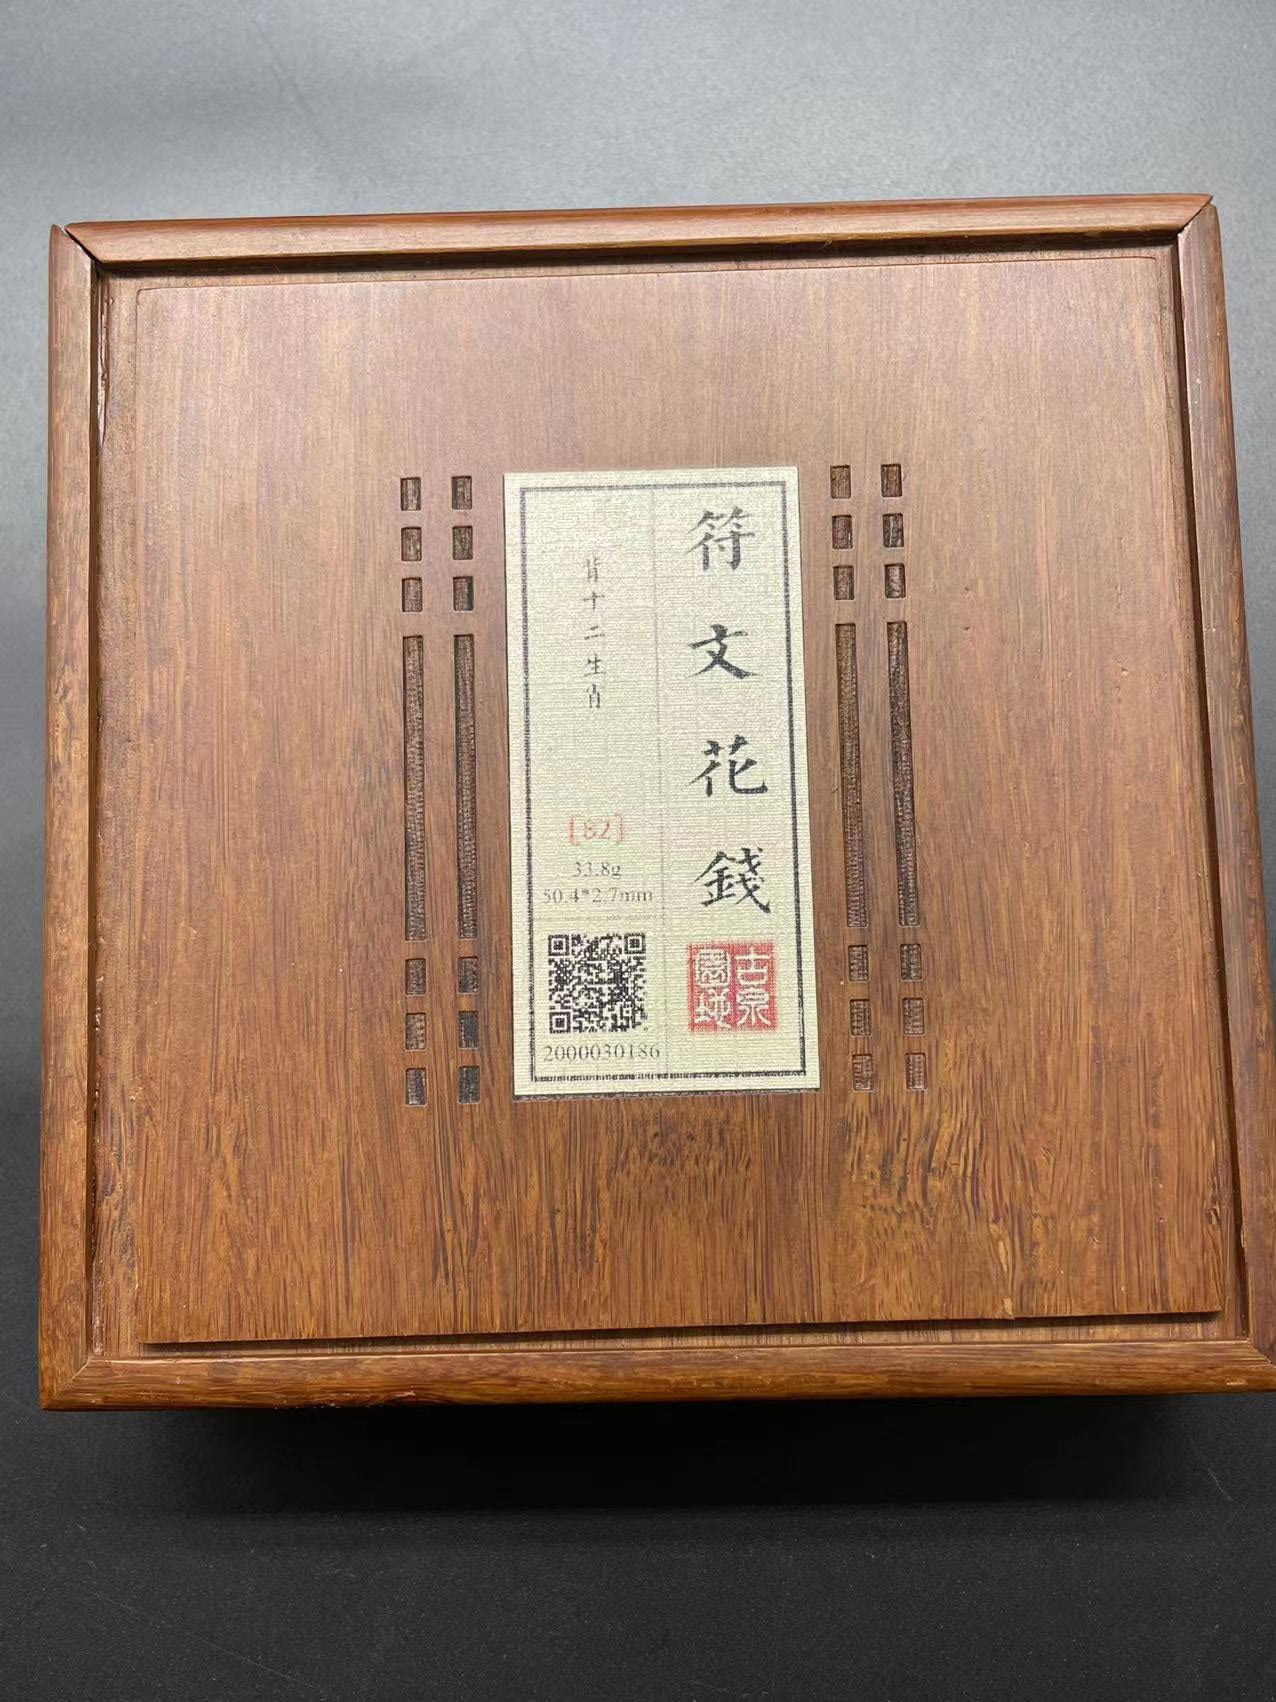 符文花錢
背十二生肖
[82]
33.8g
50.4*2.7mm
2000030186
古泉園地